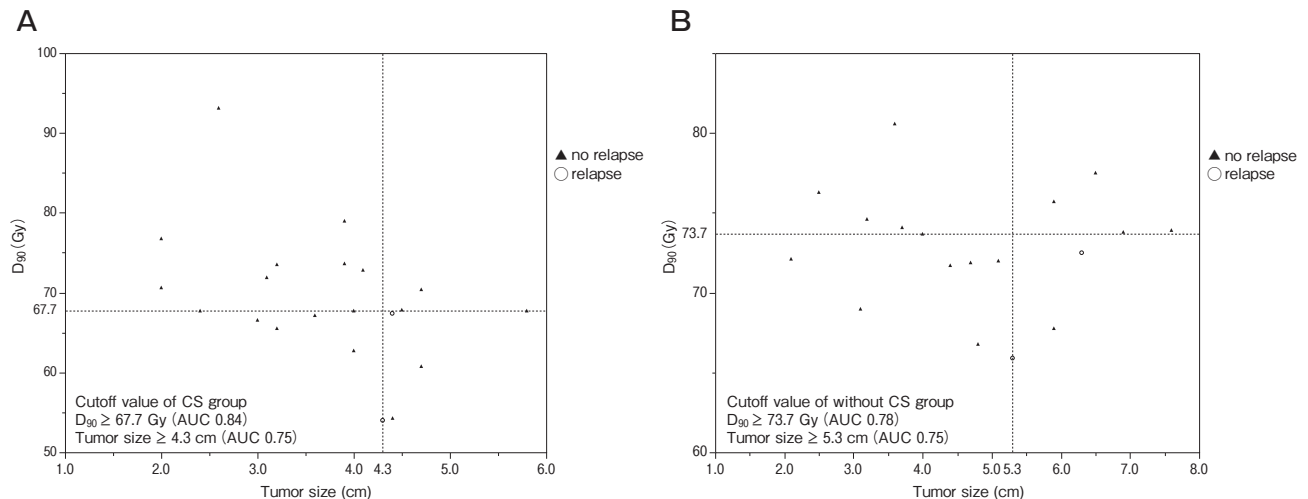 A
100
90
80
70
67.7
60
50
D90 (Gy)
1.0 2.0 3.0 4.0 4.3 5.0 6.0
Tumor size (cm)
Cutoff value of CS group
D90 ≥ 67.7 Gy (AUC 0.84)
Tumor size ≥ 4.3 cm (AUC 0.75)
▲ no relapse
○ relapse
B
80
73.7
70
60
D90 (Gy)
1.0 2.0 3.0 4.0 5.0 5.3 6.0 7.0 8.0
Tumor size (cm)
Cutoff value of without CS group
D90 ≥ 73.7 Gy (AUC 0.78)
Tumor size ≥ 5.3 cm (AUC 0.75)
▲ no relapse
○ relapse